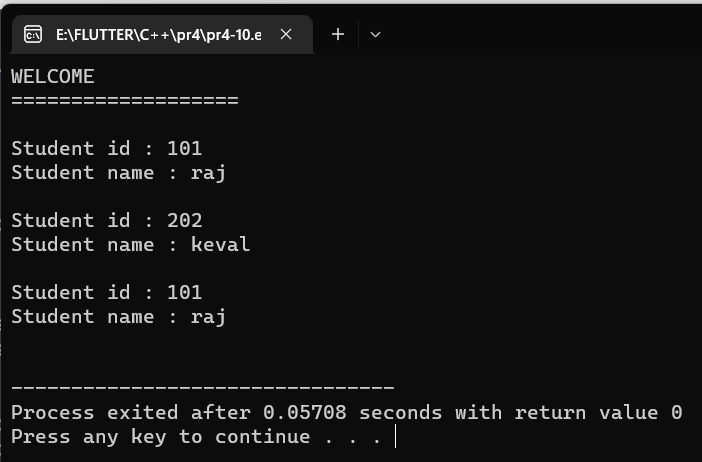 E:\FLUTTER\C++\pr4\pr4-10.e
WELCOME
===================
Student id : 101
Student name : raj
Student id : 202
Student name : keval
Student id : 101
Student name : raj
--------------------------------
Process exited after 0.05708 seconds with return value 0
Press any key to continue . . .